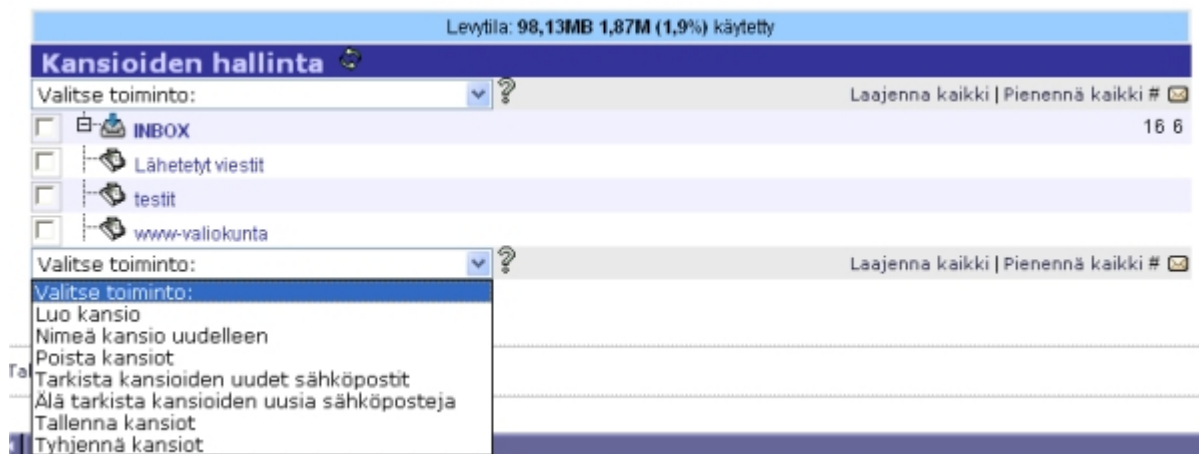 Levytila: 98,13MB 1,87M (1,9%) käytetty
Kansioiden hallinta
Valitse toiminto: Laajenna kaikki | Pienennä kaikki #
INBOX 16 6
Lähetetyt viestit
testit
www-valiokunta
Valitse toiminto: Laajenna kaikki | Pienennä kaikki #
Valitse toiminto:
Luo kansio
Nimeä kansio uudelleen
Poista kansiot
Tarkista kansioiden uudet sähköpostit
Älä tarkista kansioiden uusia sähköposteja
Tallenna kansiot
Tyhjennä kansiot